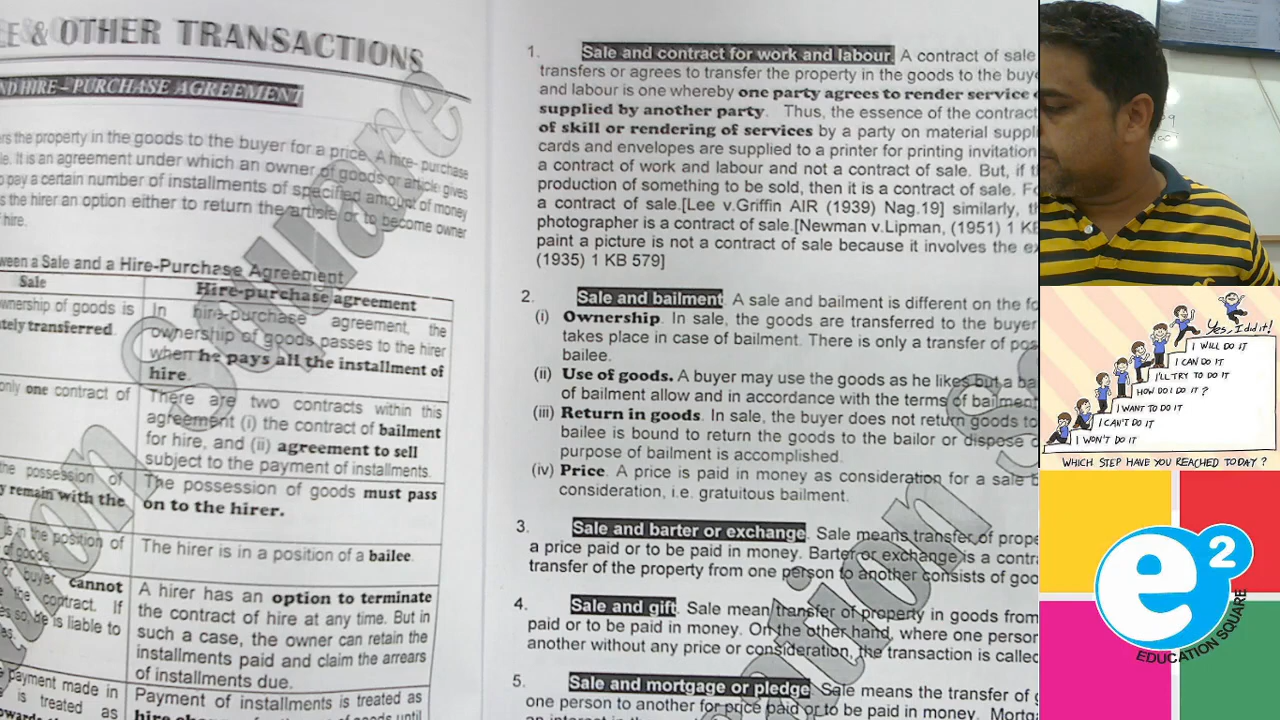 & OTHER TRANSACTIONS
HIRE – PURCHASE AGREEMENT
the property in the goods to the buyer for a price. A hire-purchase
It is an agreement under which an owner of goods or article gives
pay a certain number of installments of specified amount of money
the hirer an option either to return the article or to become owner
hire.
a Sale and a Hire-Purchase Agreement
Sale
Hire-purchase agreement
of goods is
transferred.
In hire-purchase agreement, the
ownership of goods passes to the hirer
when he pays all the installment of
hire.
only one contract of
There are two contracts within this
agreement (i) the contract of bailment
for hire, and (ii) agreement to sell
subject to the payment of installments.
the possession of
remain with the
The possession of goods must pass
on to the hirer.
is in the position of
of goods.
The hirer is in a position of a bailee.
or buyer cannot
the contract. If
so, he is liable to
A hirer has an option to terminate
the contract of hire at any time. But in
such a case, the owner can retain the
installments paid and claim the arrears
of installments due.
payment made in
is treated as
Payment of installments is treated as
until
1. Sale and contract for work and labour. A contract of sale
transfers or agrees to transfer the property in the goods to the
and labour is one whereby one party agrees to render service
supplied by another party. Thus, the essence of the contract
of skill or rendering of services by a party on material
cards and envelopes are supplied to a printer for printing
a contract of work and labour and not a contract of sale. But, if
production of something to be sold, then it is a contract of sale.
a contract of sale.[Lee v.Griffin AIR (1939) Nag.19] similarly,
photographer is a contract of sale.[Newman v.Lipman, (1951) 1
paint a picture is not a contract of sale because it involves the
(1935) 1 KB 579]
2. Sale and bailment A sale and bailment is different on the
(i) Ownership. In sale, the goods are transferred to the buyer
takes place in case of bailment. There is only a transfer of
bailee.
(ii) Use of goods. A buyer may use the goods as he likes but a
of bailment allow and in accordance with the terms of bailment
(iii) Return in goods. In sale, the buyer does not return goods
bailee is bound to return the goods to the bailor or dispose
purpose of bailment is accomplished.
(iv) Price. A price is paid in money as consideration for a sale
consideration, i.e. gratuitous bailment.
3. Sale and barter or exchange. Sale means transfer of
a price paid or to be paid in money. Barter or exchange is a
transfer of the property from one person to another consists of
4. Sale and gift. Sale mean transfer of property in goods from
paid or to be paid in money. On the other hand, where one person
another without any price or consideration, the transaction is called
5. Sale and mortgage or pledge. Sale means the transfer of
one person to another for price paid or to be paid in money.
Square
Yes, I did it!
I WILL DO IT
I CAN DO IT
I'LL TRY TO DO IT
HOW DO I DO IT ?
I WANT TO DO IT
I CAN'T DO IT
I WON'T DO IT
WHICH STEP HAVE YOU REACHED TODAY ?
e2
EDUCATION SQUARE